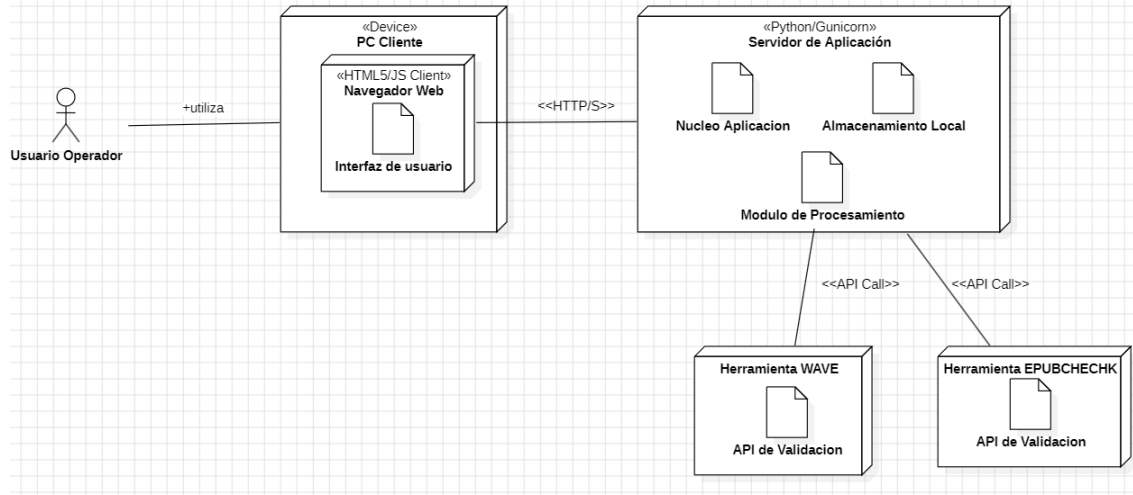 «Device»
PC Cliente
«HTML5/JS Client»
Navegador Web
Interfaz de usuario
+utiliza
Usuario Operador
<<HTTP/S>>
«Python/Gunicorn»
Servidor de Aplicación
Nucleo Aplicacion
Almacenamiento Local
Modulo de Procesamiento
<<API Call>>
<<API Call>>
Herramienta WAVE
API de Validacion
Herramienta EPUBCHECHK
API de Validacion